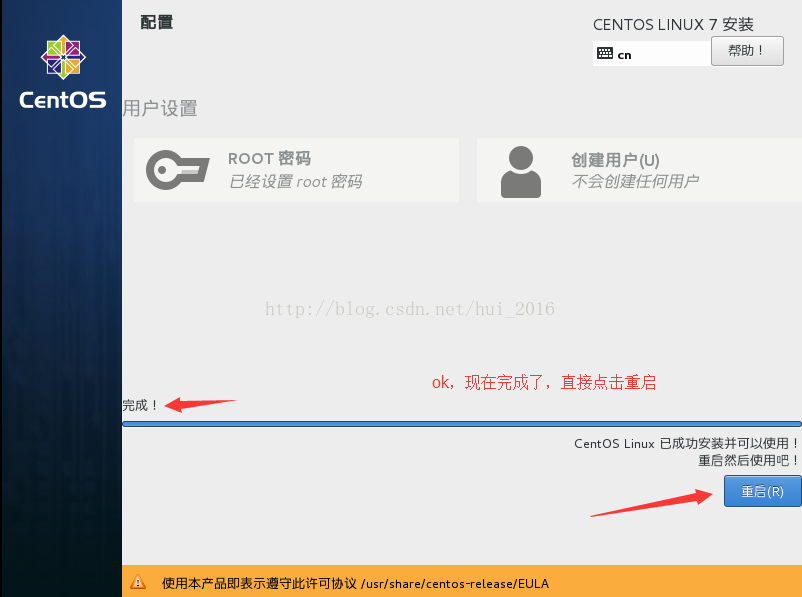 配置
CENTOS LINUX 7 安装
cn
帮助！
CentOS
用户设置
ROOT 密码
已经设置 root 密码
创建用户(U)
不会创建任何用户
http://blog.csdn.net/hui_2016
ok，现在完成了，直接点击重启
完成！
CentOS Linux 已成功安装并可以使用！
重启然后使用吧！
重启(R)
使用本产品即表示遵守此许可协议 /usr/share/centos-release/EULA